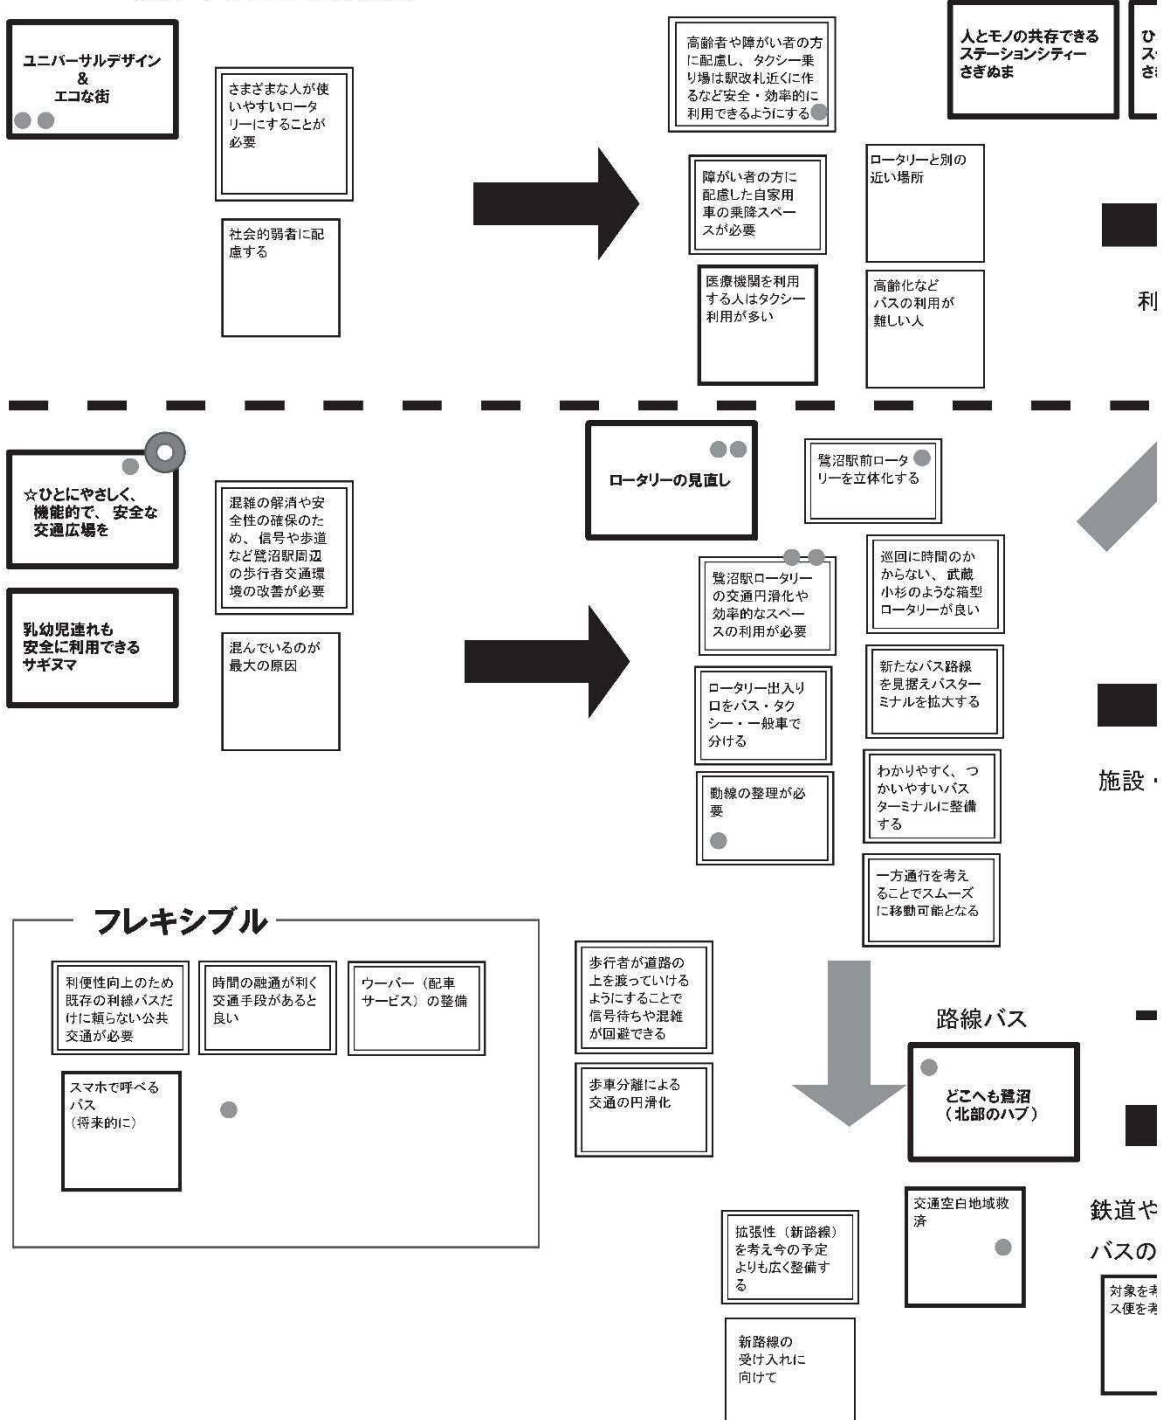 ユニバーサルデザイン
&
エコな街
さまざまな人が使
いやすいロータ
リーにすることが
必要
社会的弱者に配
慮する
高齢者や障がい者の方
に配慮し、タクシー乗
り場は駅改札近くに作
るなど安全・効率的に
利用できるようにする
障がい者の方に
配慮した自家用
車の乗降スペー
スが必要
医療機関を利用
する人はタクシー
利用が多い
ロータリーと別の
近い場所
高齢化など
バスの利用が
難しい人
人とモノの共存できる
ステーションシティー
さぎぬま
ひ
ス
さ
利
☆ひとにやさしく、
機能的で、安全な
交通広場を
乳幼児連れも
安全に利用できる
サギヌマ
混雑の解消や安
全性の確保のた
め、信号や歩道
など鷺沼駅周辺
の歩行者交通環
境の改善が必要
混んでいるのが
最大の原因
ロータリーの見直し
鷺沼駅前ロータ
リーを立体化する
鷺沼駅ロータリー
の交通円滑化や
効率的なスペー
スの利用が必要
ロータリー出入り
口をバス・タク
シー・一般車で
分ける
動線の整理が必
要
巡回に時間のか
からない、武蔵
小杉のような箱型
ロータリーが良い
新たなバス路線
を見据えバスター
ミナルを拡大する
わかりやすく、つ
かいやすいバス
ターミナルに整備
する
一方通行を考え
ることでスムーズ
に移動可能となる
施設・
フレキシブル
利便性向上のため
既存の利線バスだ
けに頼らない公共
交通が必要
時間の融通が利く
交通手段があると
良い
ウーバー（配車
サービス）の整備
スマホで呼べる
バス
（将来的に）
歩行者が道路の
上を渡っていける
ようにすることで
信号待ちや混雑
が回避できる
歩車分離による
交通の円滑化
路線バス
どこへも鷺沼
（北部のハブ）
交通空白地域救
済
拡張性（新路線）
を考え今の予定
よりも広く整備す
る
新路線の
受け入れに
向けて
鉄道や
バスの
対象を考
ス便を考